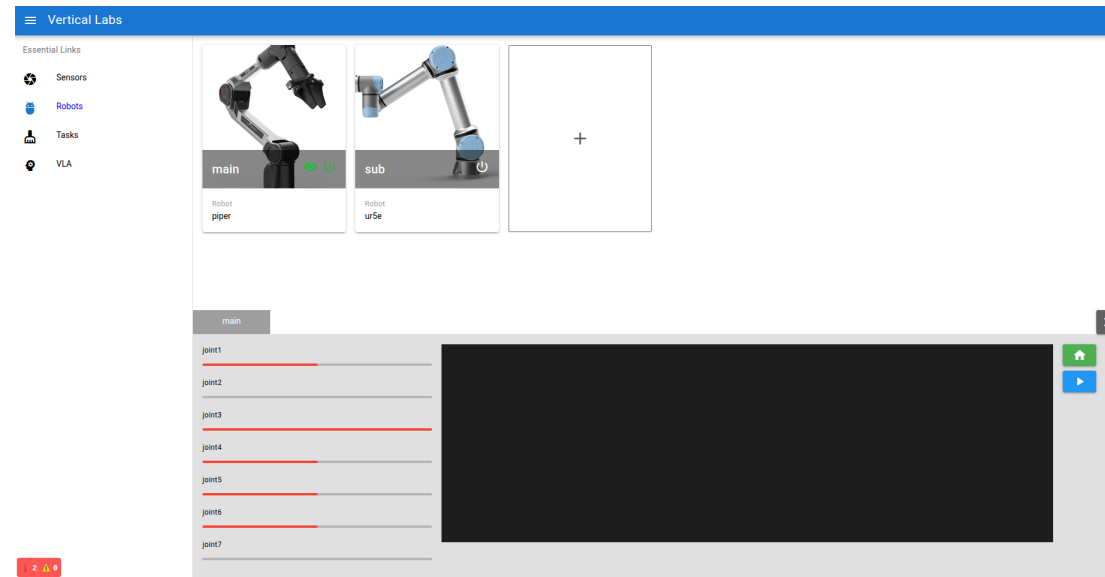 Vertical Labs
Essential Links
Sensors
Robots
Tasks
VLA
main
Robot
piper
sub
Robot
ur5e
+
main
joint1
joint2
joint3
joint4
joint5
joint6
joint7
2 0